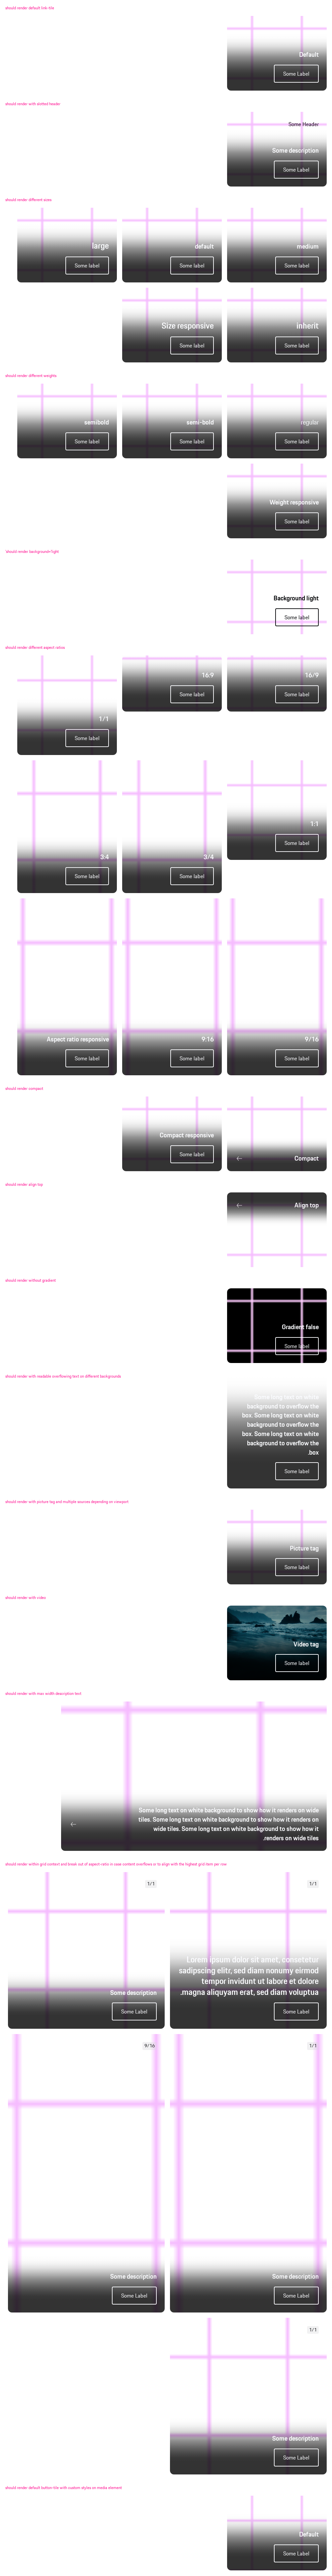 should render default link-tile
Default
Some Label
should render with slotted header
Some Header
Some description
Some Label
should render different sizes
large
default
medium
Some label
Some label
Some label
Size responsive
inherit
Some label
Some label
should render different weights
semibold
semi-bold
regular
Some label
Some label
Some label
Weight responsive
Some label
should render background=light
Background light
Some label
should render different aspect ratios
1/1
16:9
16/9
Some label
Some label
Some label
3:4
3/4
1:1
Some label
Some label
Some label
Aspect ratio responsive
9:16
9/16
Some label
Some label
Some label
should render compact
Compact responsive
Compact
Some label
should render align top
Align top
should render without gradient
Gradient false
Some label
should render with readable overflowing text on different backgrounds
background to overflow the
box. Some long text on white
background to overflow the
box. Some long text on white
background to overflow the
.box
Some label
should render with picture tag and multiple sources depending on viewport
Picture tag
Some label
should render with video
Video tag
Some label
should render with max width description text
Some long text on white background to show how it renders on wide
tiles. Some long text on white background to show how it renders on
wide tiles. Some long text on white background to show how it
.renders on wide tiles
should render within grid context and break out of aspect ratio in case content overflows or to align with the highest grid item per row
1/1
1/1
Some description
Some Label
Lorem ipsum dolor sit amet, consetetur
sadipscing elitr, sed diam nonumy eirmod
tempor invidunt ut labore et dolore
.magna aliquyam erat, sed diam voluptua
Some Label
9/16
1/1
Some description
Some description
Some Label
Some Label
1/1
Some description
Some Label
should render default button-tile with custom styles on media element
Default
Some Label